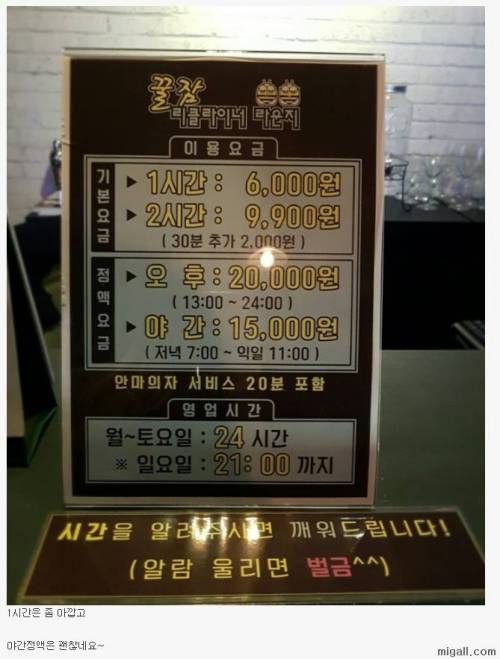 꿀잠
리클라이너 라운지
이용요금
기본요금
▶ 1시간 : 6,000원
▶ 2시간 : 9,900원
( 30분 추가 2,000원 )
정액요금
▶ 오 후 : 20,000원
( 13:00 ~ 24:00 )
▶ 야 간 : 15,000원
(저녁 7:00 ~ 익일 11:00)
안마의자 서비스 20분 포함
영업시간
월~토요일 : 24 시간
※ 일요일 : 21:00 까지
시간을 알려주시면 깨워드립니다!
(알람 울리면 벌금^^)
1시간은 좀 아깝고
야간정액은 괜찮네요~
migall.com